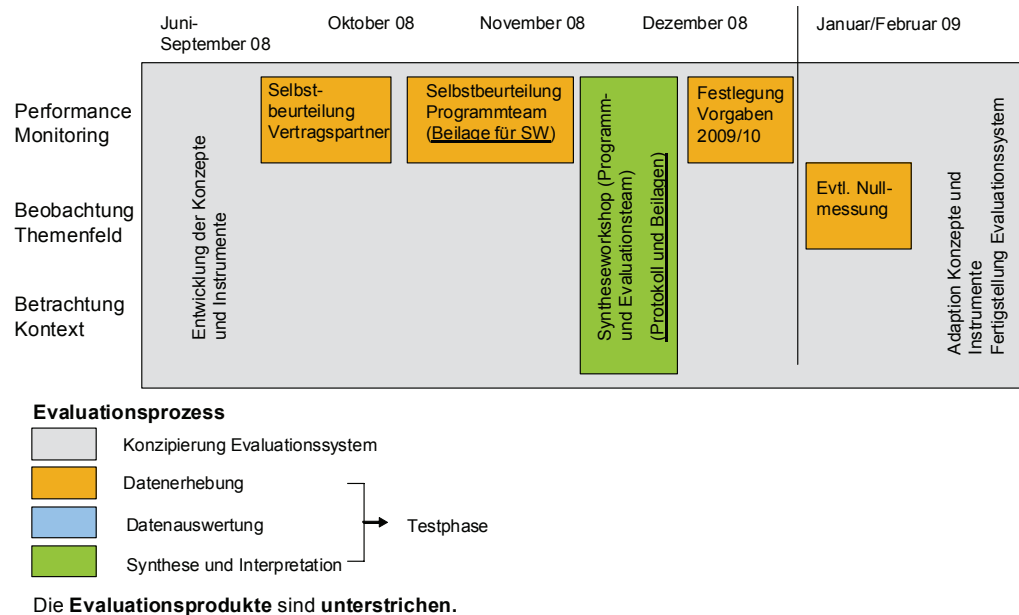 Juni-
September 08
Oktober 08
November 08
Dezember 08
Januar/Februar 09
Performance
Monitoring
Beobachtung
Themenfeld
Betrachtung
Kontext
Entwicklung der Konzepte
und Instrumente
Selbst-
beurteilung
Vertragspartner
Selbstbeurteilung
Programmteam
(Beilage für SW)
Syntheseworkshop (Programm-
und Evaluationsteam)
(Protokoll und Beilagen)
Festlegung
Vorgaben
2009/10
Evtl. Null-
messung
Adaption Konzepte und
Instrumente
Fertigstellung Evaluationssystem
Evaluationsprozess
Konzipierung Evaluationssystem
Datenerhebung
Datenauswertung
Synthese und Interpretation
Testphase
Die Evaluationsprodukte sind unterstrichen.